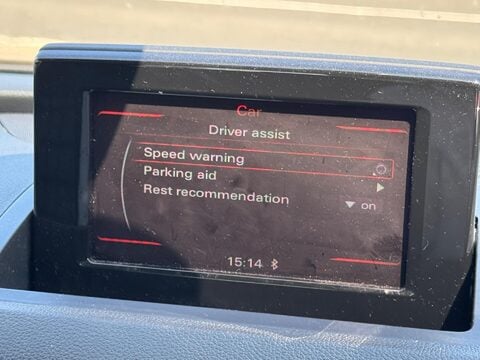 Car
Driver assist
Speed warning
Parking aid
Rest recommendation
on
15:14